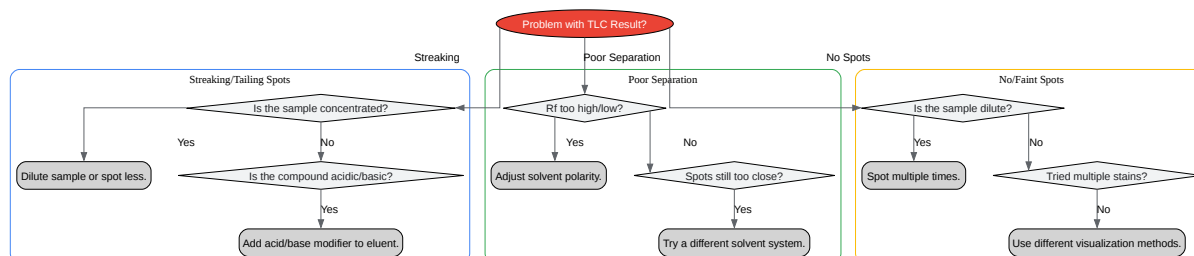 Problem with TLC Result?
Streaking
Poor Separation
No Spots
Streaking/Tailing Spots
Poor Separation
No/Faint Spots
Is the sample concentrated?
Rf too high/low?
Is the sample dilute?
Yes
No
Yes
No
Yes
No
Dilute sample or spot less.
Is the compound acidic/basic?
Adjust solvent polarity.
Spots still too close?
Spot multiple times.
Tried multiple stains?
Yes
Yes
No
Add acid/base modifier to eluent.
Try a different solvent system.
Use different visualization methods.